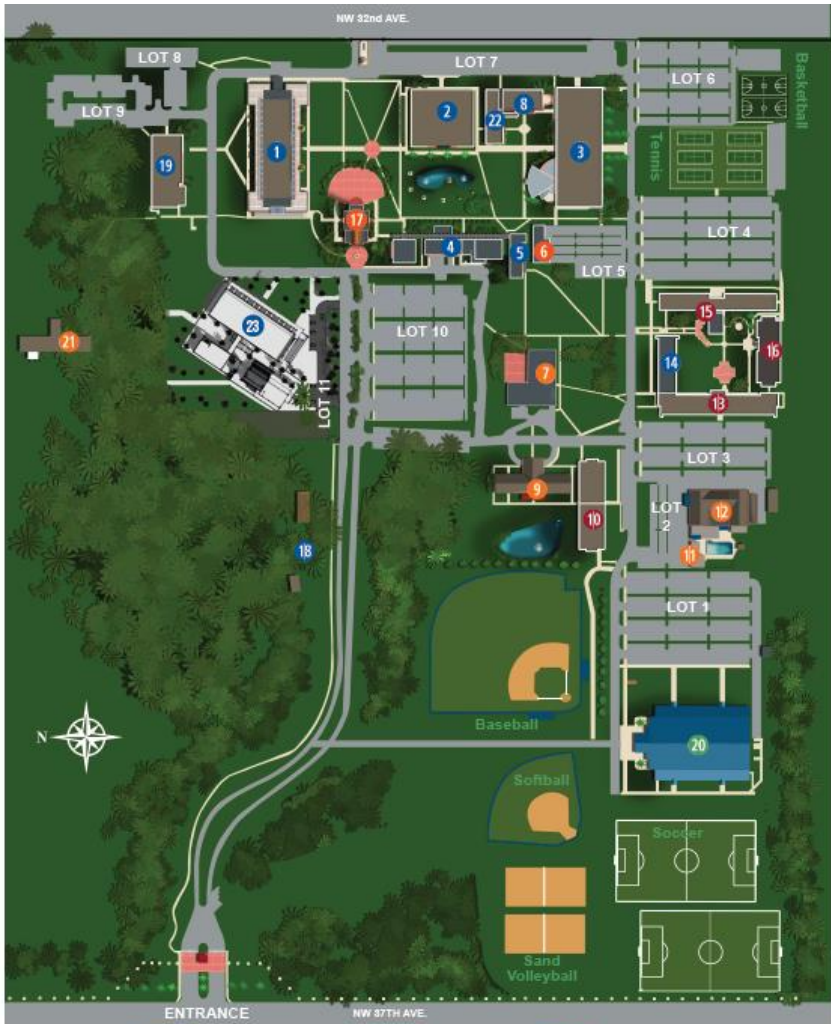 NW 32nd AVE.
LOT 8
LOT 7
LOT 6
Basketball
LOT 9
8
2
22
1
3
19
Tennis
17
LOT 4
4
5
6
LOT 5
15
23
LOT 10
21
16
14
7
LOT 11
13
LOT 3
9
LOT 2
12
10
18
11
LOT 1
N
Baseball
20
Softball
Soccer
Sand
Volleyball
ENTRANCE
NW 37TH AVE.